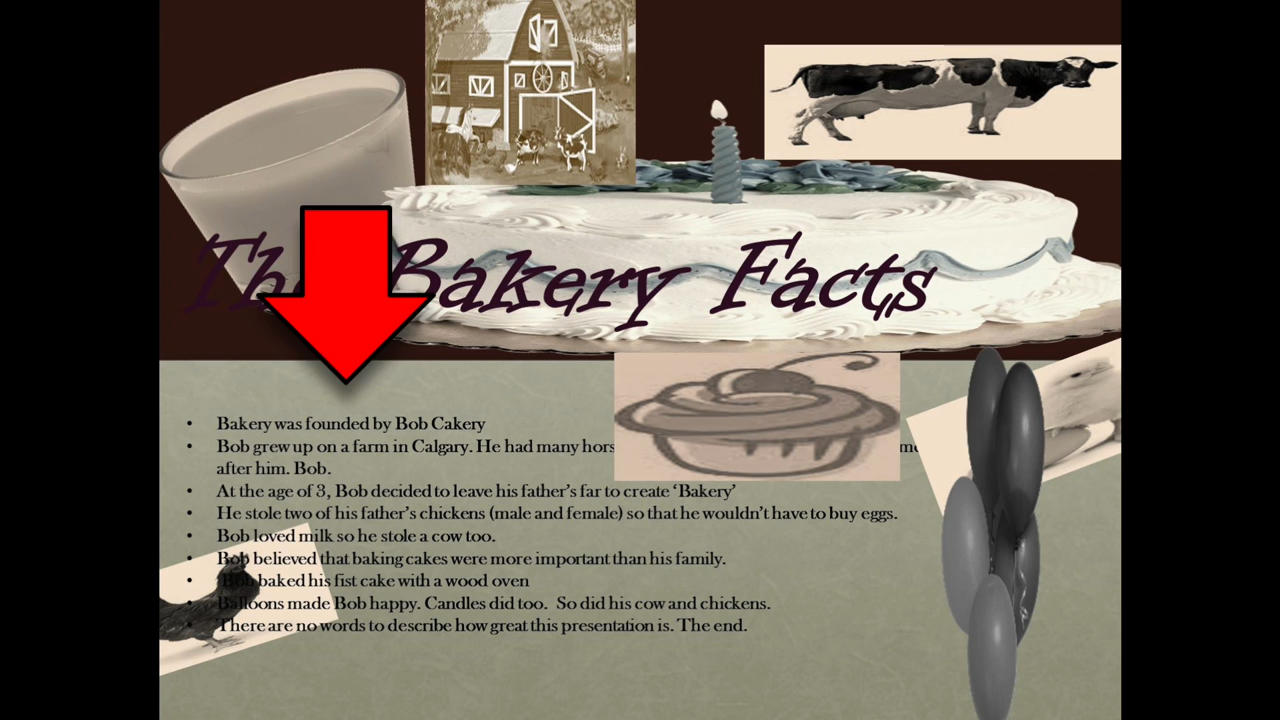 The Bakery Facts
• Bakery was founded by Bob Cakery
• Bob grew up on a farm in Calgary. He had many
after him. Bob.
• At the age of 3, Bob decided to leave his father's far to create ‘Bakery’
• He stole two of his father's chickens (male and female) so that he wouldn't have to buy eggs.
• Bob loved milk so he stole a cow too.
• Bob believed that baking cakes were more important than his family.
• Bob baked his fist cake with a wood oven
• Balloons made Bob happy. Candles did too. So did his cow and chickens.
• There are no words to describe how great this presentation is. The end.